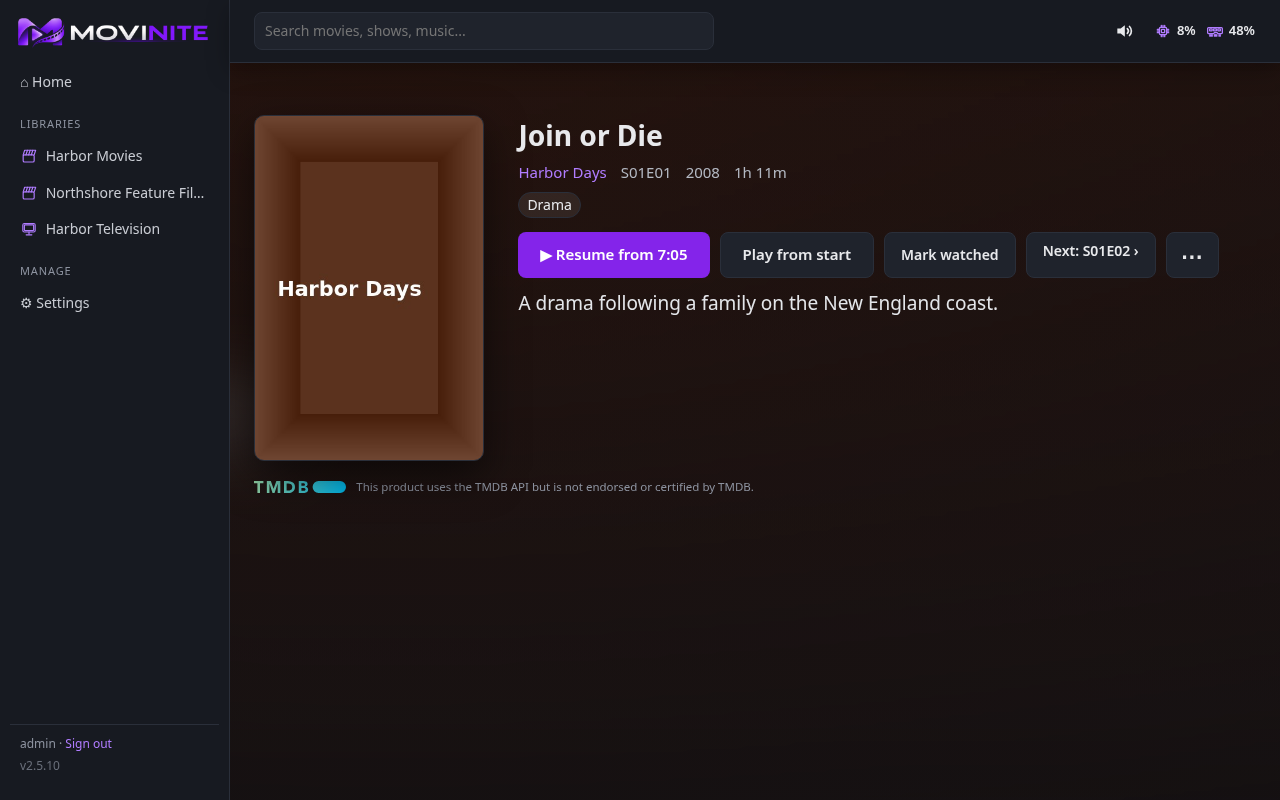 MOVINITE
Search movies, shows, music...
8%
48%
⌂ Home
LIBRARIES
Harbor Movies
Northshore Feature Fil...
Harbor Television
MANAGE
⚙ Settings
Harbor Days
Join or Die
Harbor Days S01E01 2008 1h 11m
Drama
▶ Resume from 7:05
Play from start
Mark watched
Next: S01E02 ›
...
A drama following a family on the New England coast.
TMDB This product uses the TMDB API but is not endorsed or certified by TMDB.
admin · Sign out
v2.5.10